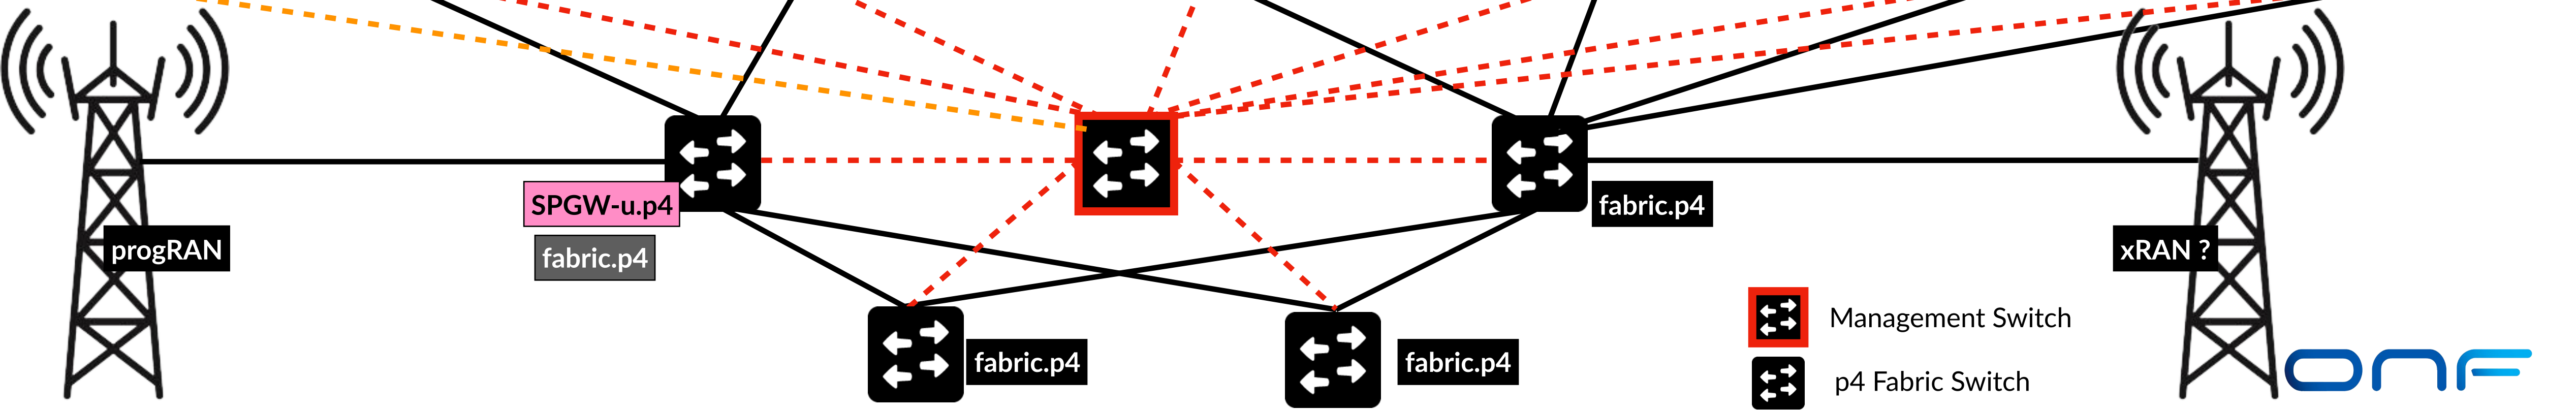 SPGW-u.p4
fabric.p4
progRAN
fabric.p4
xRAN ?
fabric.p4
fabric.p4
Management Switch
p4 Fabric Switch
ONF